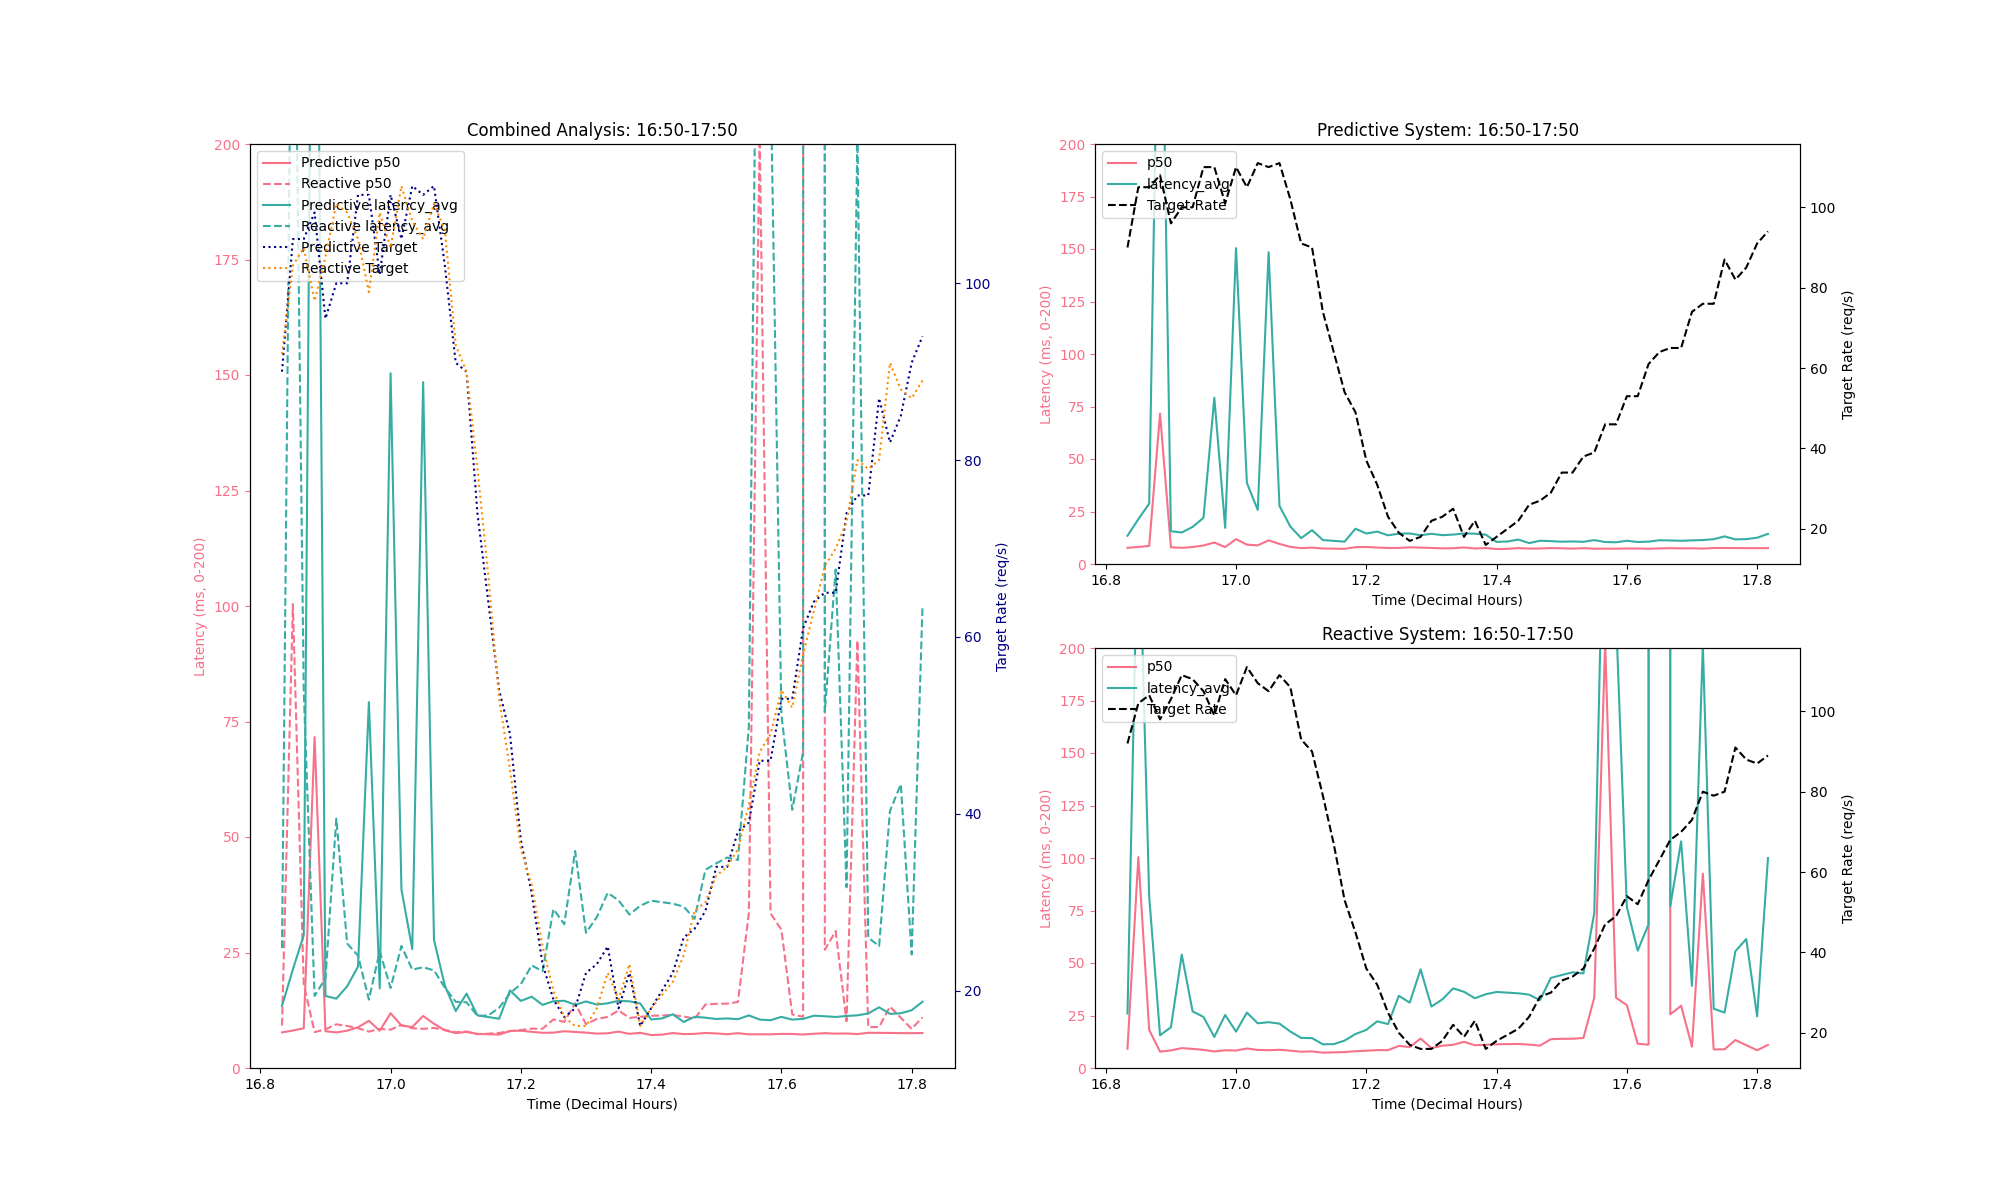 Combined Analysis: 16:50-17:50
Predictive p50
Reactive p50
Predictive latency_avg
Reactive latency_avg
Predictive Target
Reactive Target
200
175
150
125
100
75
50
25
0
Latency (ms, 0-200)
100
80
60
40
20
Target Rate (req/s)
16.8 17.0 17.2 17.4 17.6 17.8
Time (Decimal Hours)
Predictive System: 16:50-17:50
p50
latency_avg
Target Rate
200
175
150
125
100
75
50
25
0
Latency (ms, 0-200)
100
80
60
40
20
Target Rate (req/s)
16.8 17.0 17.2 17.4 17.6 17.8
Time (Decimal Hours)
Reactive System: 16:50-17:50
p50
latency_avg
Target Rate
200
175
150
125
100
75
50
25
0
Latency (ms, 0-200)
100
80
60
40
20
Target Rate (req/s)
16.8 17.0 17.2 17.4 17.6 17.8
Time (Decimal Hours)